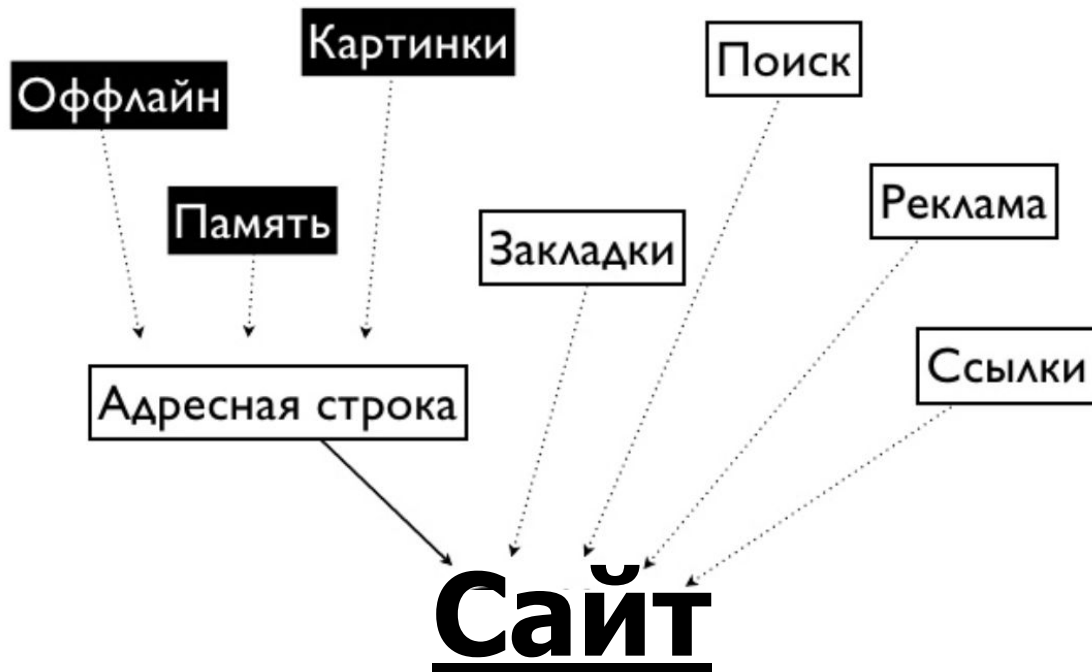 Картинки
Поиск
Оффлайн
Память
Реклама
Закладки
Ссылки
Адресная строка
Сайт